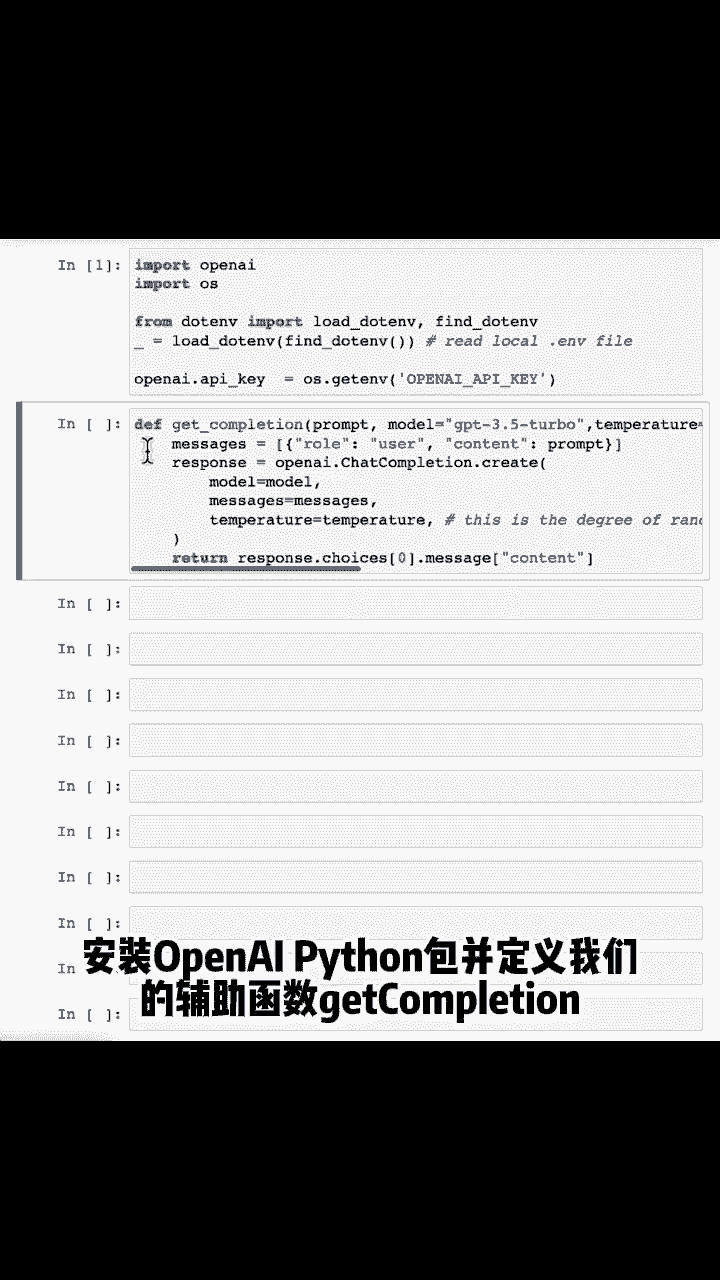 In [1]: import openai
import os
from dotenv import load_dotenv, find_dotenv
_ = load_dotenv(find_dotenv()) # read local .env file
openai.api_key  = os.getenv('OPENAI_API_KEY')
In [ ]: def get_completion(prompt, model="gpt-3.5-turbo",temperature=
messages = [{"role": "user", "content": prompt}]
response = openai.ChatCompletion.create(
model=model,
messages=messages,
temperature=temperature, # this is the degree of
)
return response.choices[0].message["content"]
In [ ]:
In [ ]:
In [ ]:
In [ ]:
In [ ]:
In [ ]:
In [ ]:
In [ ]:
In
In [ ]:
安装OpenAI Python包并定义我们
的辅助函数getCompletion